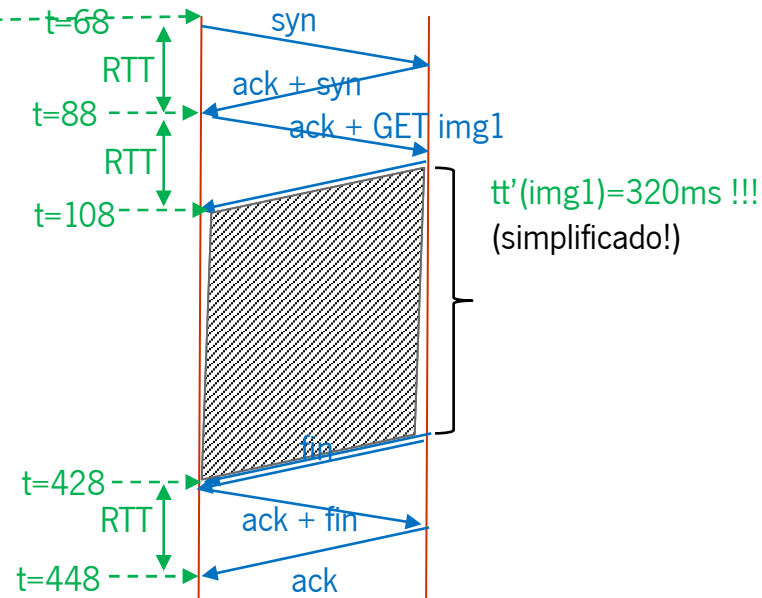 t=68
syn
RTT
ack + syn
t=88
ack + GET img1
RTT
tt'(img1)=320ms !!!
t=108
(simplificado!)
fin
t=428
RTT
ack + fin
t=448
ack